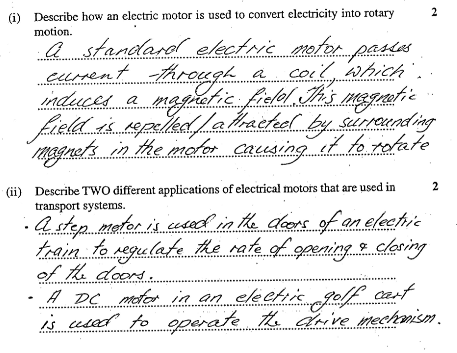 (i) Describe how an electric motor is used to convert electricity into rotary 2
motion.
a standard electric motor passes
current through a coil, which
induces a magnetic field. This magnetic
field is repelled / attracted by surrounding
magnets in the motor causing it to rotate
(ii) Describe TWO different applications of electrical motors that are used in 2
transport systems.
· a step motor is used in the doors of an electric
train to regulate the rate of opening & closing
of the doors.
· A DC motor in an electric golf cart
is used to operate the drive mechanism.